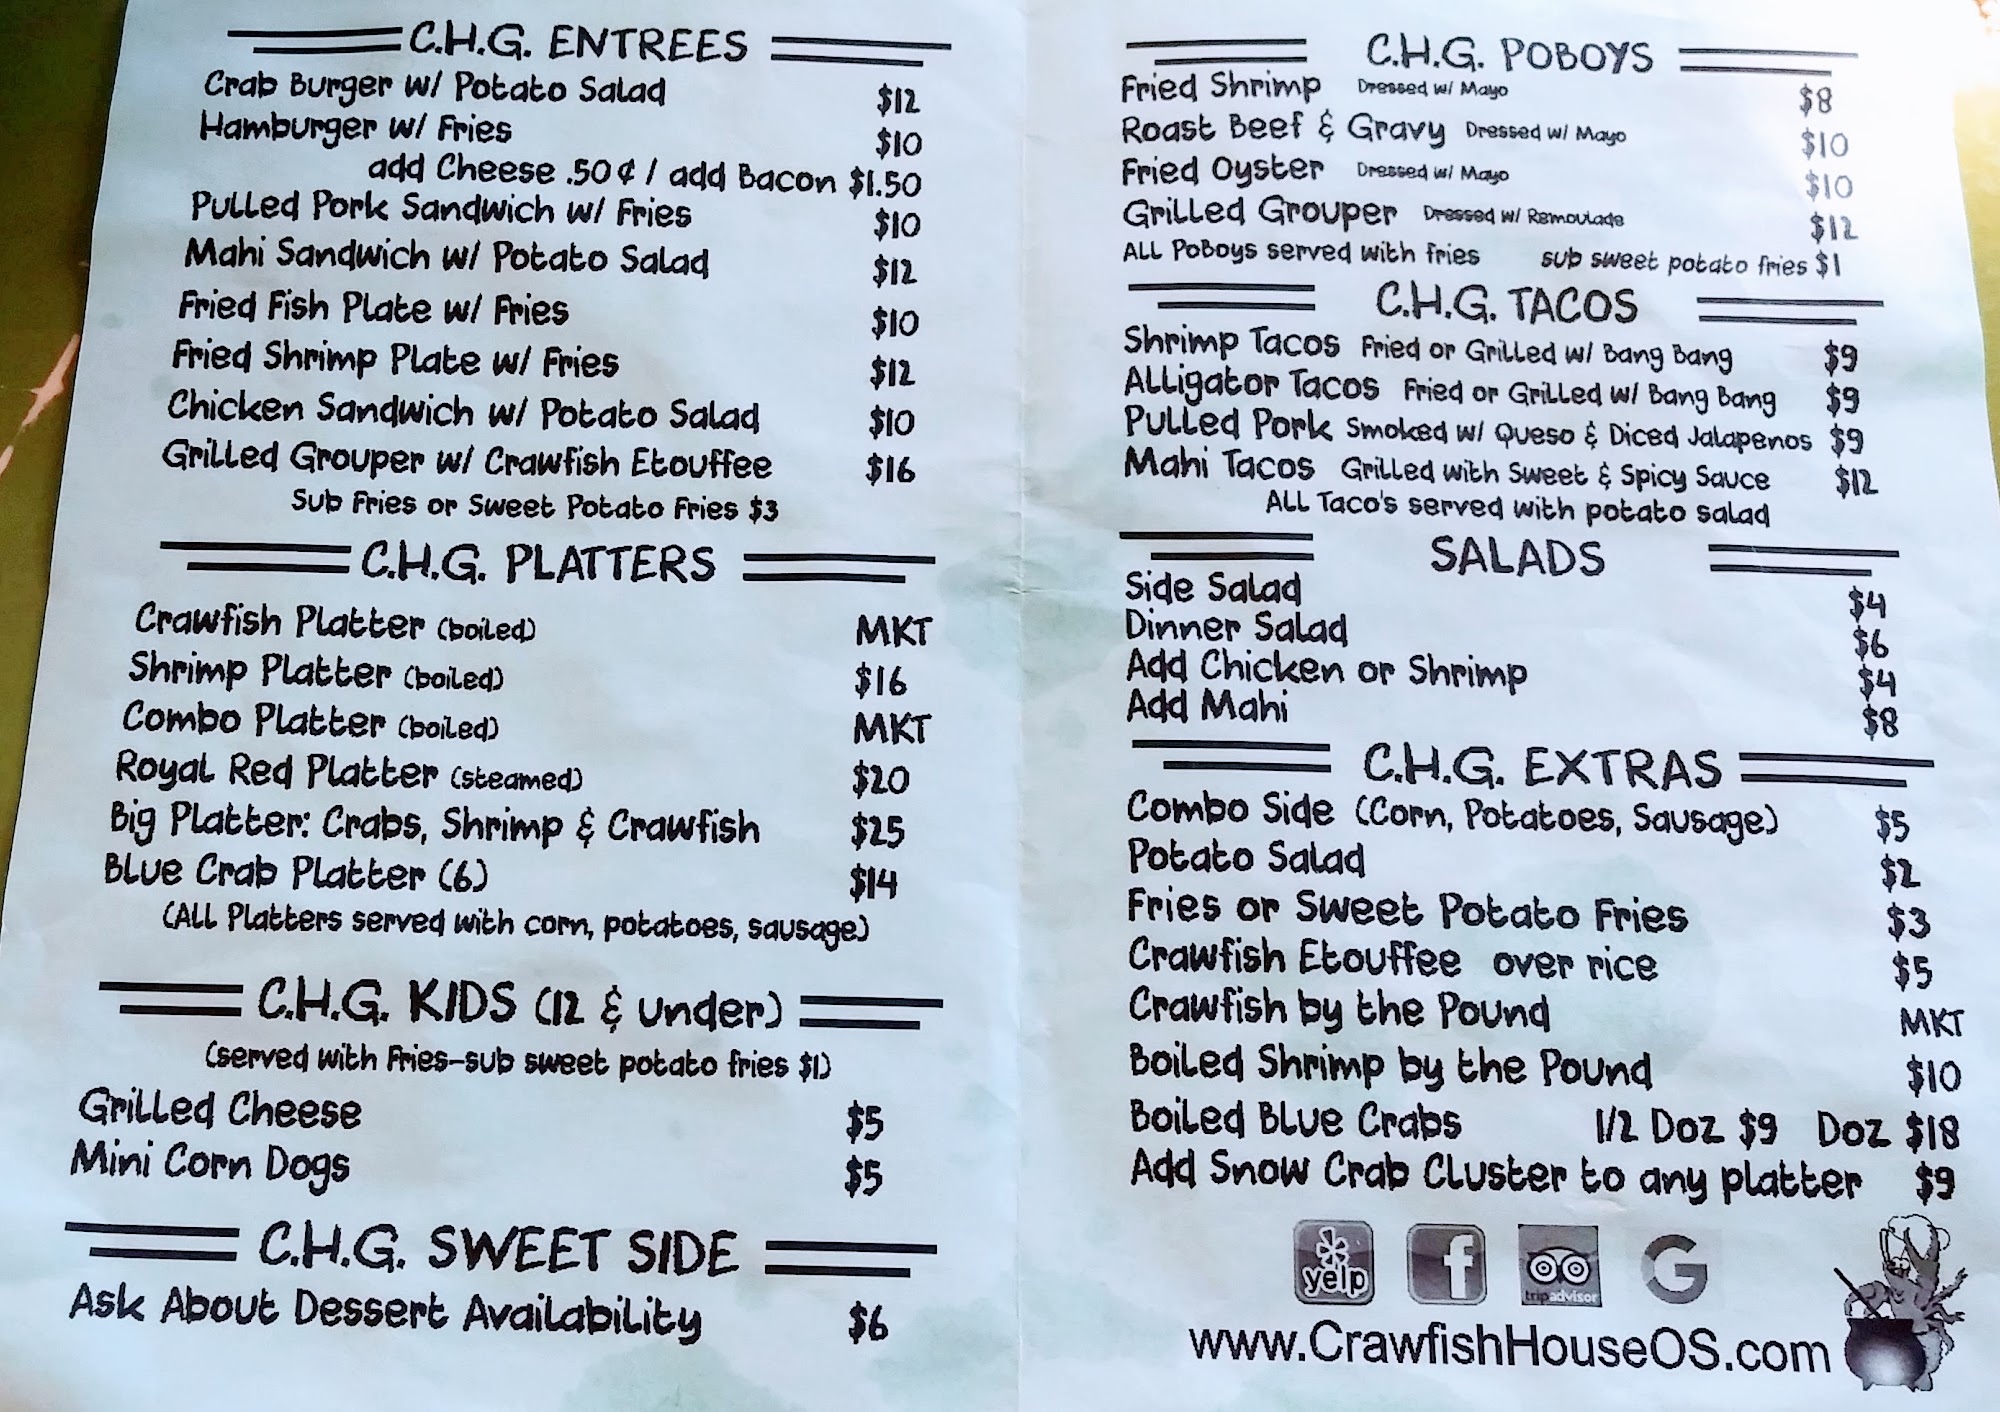 C.H.G. ENTREES
Crab Burger w/ Potato Salad $12
Hamburger w/ Fries $10
add Cheese .50¢ / add Bacon $1.50
Pulled Pork Sandwich w/ Fries $10
Mahi Sandwich w/ Potato Salad $12
Fried Fish Plate w/ Fries $10
Fried Shrimp Plate w/ Fries $12
Chicken Sandwich w/ Potato Salad $10
Grilled Grouper w/ Crawfish Etouffee $16
Sub Fries or Sweet Potato Fries $3
C.H.G. PLATTERS
Crawfish Platter (boiled) MKT
Shrimp Platter (boiled) $16
Combo Platter (boiled) MKT
Royal Red Platter (steamed) $20
Big Platter: Crabs, Shrimp & Crawfish $25
Blue Crab Platter (6) $14
(All Platters served with corn, potatoes, sausage)
C.H.G. KIDS (12 & under)
(served with Fries-sub sweet potato fries $1)
Grilled Cheese $5
Mini Corn Dogs $5
C.H.G. SWEET SIDE
Ask About Dessert Availability $6
C.H.G. POBOYS
Fried Shrimp Dressed w/ Mayo $8
Roast Beef & Gravy Dressed w/ Mayo $10
Fried Oyster Dressed w/ Mayo $10
Grilled Grouper Dressed w/ Remoulade $12
All PoBoys served with fries sub sweet potato fries $1
C.H.G. TACOS
Shrimp Tacos Fried or Grilled w/ Bang Bang $9
Alligator Tacos Fried or Grilled w/ Bang Bang $9
Pulled Pork Smoked w/ Queso & Diced Jalapenos $9
Mahi Tacos Grilled with Sweet & Spicy Sauce $12
All Taco's served with potato salad
SALADS
Side Salad $4
Dinner Salad $6
Add Chicken or Shrimp $4
Add Mahi $8
C.H.G. EXTRAS
Combo Side (Corn, Potatoes, Sausage) $5
Potato Salad $2
Fries or Sweet Potato Fries $3
Crawfish Etouffee over rice $5
Crawfish by the Pound MKT
Boiled Shrimp by the Pound $10
Boiled Blue Crabs 1/2 Doz $9 Doz $18
Add Snow Crab Cluster to any platter $9
yelp f tripadvisor G
www.CrawfishHouseOS.com